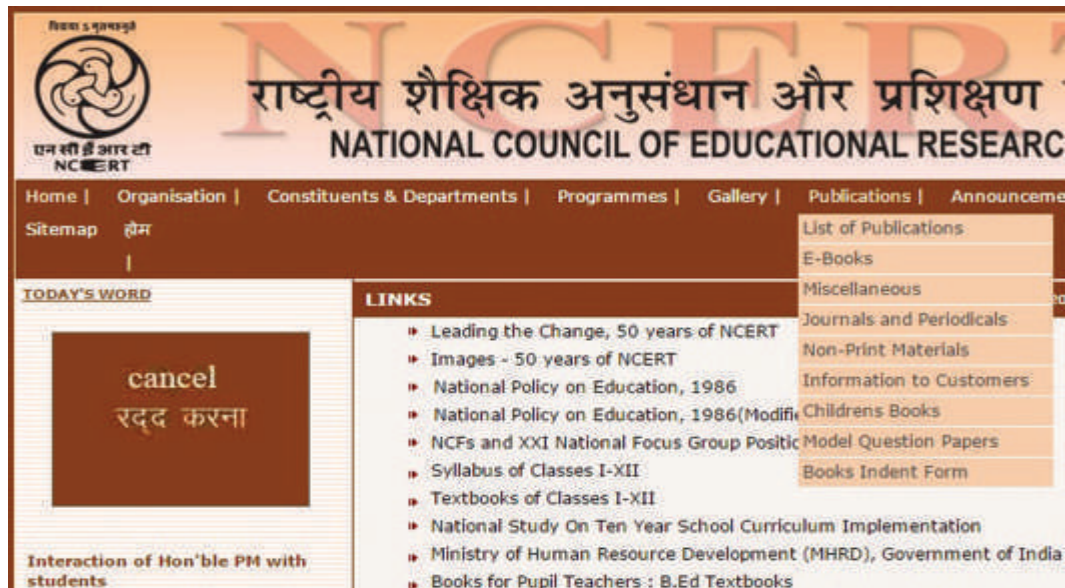 एन सी ई आर टी
NCERT
NCERT
राष्ट्रीय शैक्षिक अनुसंधान और प्रशिक्षण
NATIONAL COUNCIL OF EDUCATIONAL RESEARC
Home | Organisation | Constituents & Departments | Programmes | Gallery | Publications | Announceme
Sitemap होम
|
List of Publications
E-Books
Miscellaneous
Journals and Periodicals
Non-Print Materials
Information to Customers
Childrens Books
Model Question Papers
Books Indent Form
TODAY'S WORD
cancel
रद्द करना
Interaction of Hon'ble PM with
students
LINKS
Leading the Change, 50 years of NCERT
Images - 50 years of NCERT
National Policy on Education, 1986
National Policy on Education, 1986(Modifi
NCFs and XXI National Focus Group Positio
Syllabus of Classes I-XII
Textbooks of Classes I-XII
National Study On Ten Year School Curriculum Implementation
Ministry of Human Resource Development (MHRD), Government of India
Books for Pupil Teachers : B.Ed Textbooks